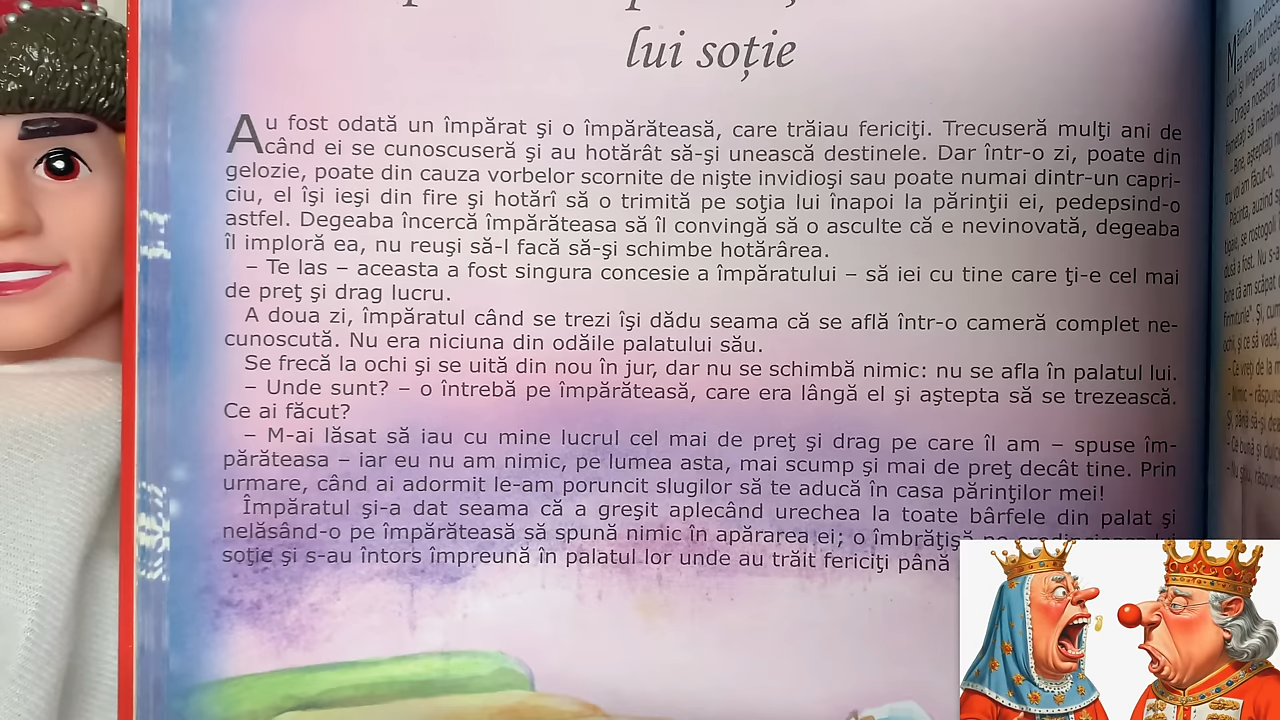 lui soție
Au fost odată un împărat şi o împărăteasă, care trăiau fericiţi. Trecuseră mulţi ani de
când ei se cunoscuseră şi au hotărât să-şi unească destinele. Dar într-o zi, poate din
gelozie, poate din cauza vorbelor scornite de nişte invidioşi sau poate numai dintr-un capri-
ciu, el îşi ieşi din fire şi hotărî să o trimită pe soţia lui înapoi la părinţii ei, pedepsind-o
astfel. Degeaba încercă împărăteasa să îl convingă să o asculte că e nevinovată, degeaba
îl imploră ea, nu reuşi să-l facă să-şi schimbe hotărârea.
– Te las – aceasta a fost singura concesie a împăratului – să iei cu tine care ţi-e cel mai
de preţ şi drag lucru.
A doua zi, împăratul când se trezi îşi dădu seama că se află într-o cameră complet ne-
cunoscută. Nu era niciuna din odăile palatului său.
Se frecă la ochi şi se uită din nou în jur, dar nu se schimbă nimic: nu se afla în palatul lui.
– Unde sunt? – o întrebă pe împărăteasă, care era lângă el şi aştepta să se trezească.
Ce ai făcut?
– M-ai lăsat să iau cu mine lucrul cel mai de preţ şi drag pe care îl am – spuse îm-
părăteasa – iar eu nu am nimic, pe lumea asta, mai scump şi mai de preţ decât tine. Prin
urmare, când ai adormit le-am poruncit slugilor să te aducă în casa părinţilor mei!
Împăratul şi-a dat seama că a greşit aplecând urechea la toate bârfele din palat şi
nelăsând-o pe împărăteasă să spună nimic în apărarea ei; o îmbrăţişă
soţie şi s-au întors împreună în palatul lor unde au trăit fericiţi până